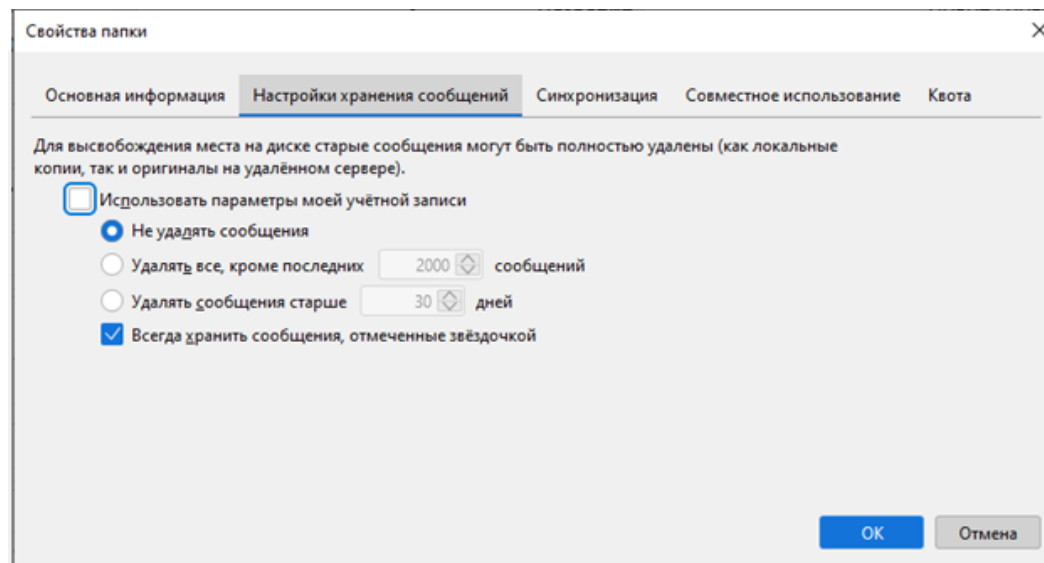 Свойства папки
Основная информация Настройки хранения сообщений Синхронизация Совместное использование Квота
Для высвобождения места на диске старые сообщения могут быть полностью удалены (как локальные
копии, так и оригиналы на удалённом сервере).
Использовать параметры моей учётной записи
Не удалять сообщения
Удалять все, кроме последних 2000 сообщений
Удалять сообщения старше 30 дней
Всегда хранить сообщения, отмеченные звёздочкой
ОК Отмена